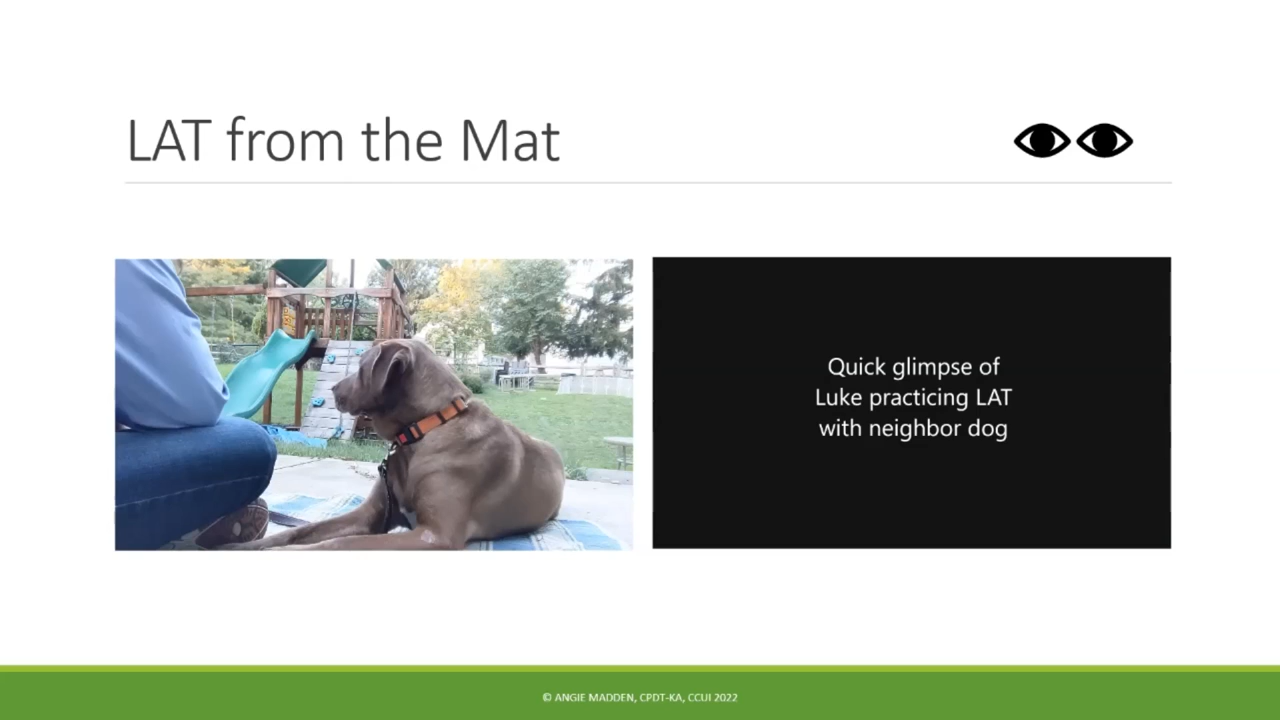 LAT from the Mat
Quick glimpse of
Luke practicing LAT
with neighbor dog
© ANGIE MADDEN, CPDT-KA, CCUI 2022